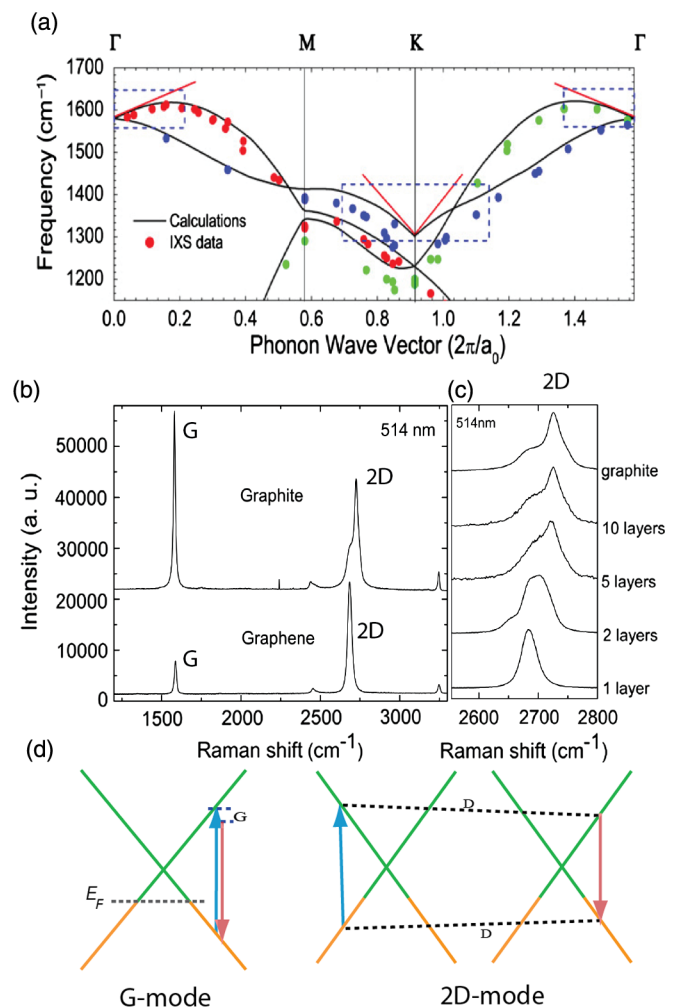 (a)
Γ M K Γ
1700
1600
1500
1400
1300
1200
Frequency (cm⁻¹)
Calculations
IXS data
0.0 0.2 0.4 0.6 0.8 1.0 1.2 1.4
Phonon Wave Vector (2π/a₀)
(b)
G
514 nm
2D
Graphite
G
Graphene
2D
50000
40000
30000
20000
10000
0
Intensity (a. u.)
1500 2000 2500 3000
Raman shift (cm⁻¹)
(c)
2D
514nm
graphite
10 layers
5 layers
2 layers
1 layer
2600 2700 2800
Raman shift (cm⁻¹)
(d)
G
E_F
G-mode
D
D
2D-mode